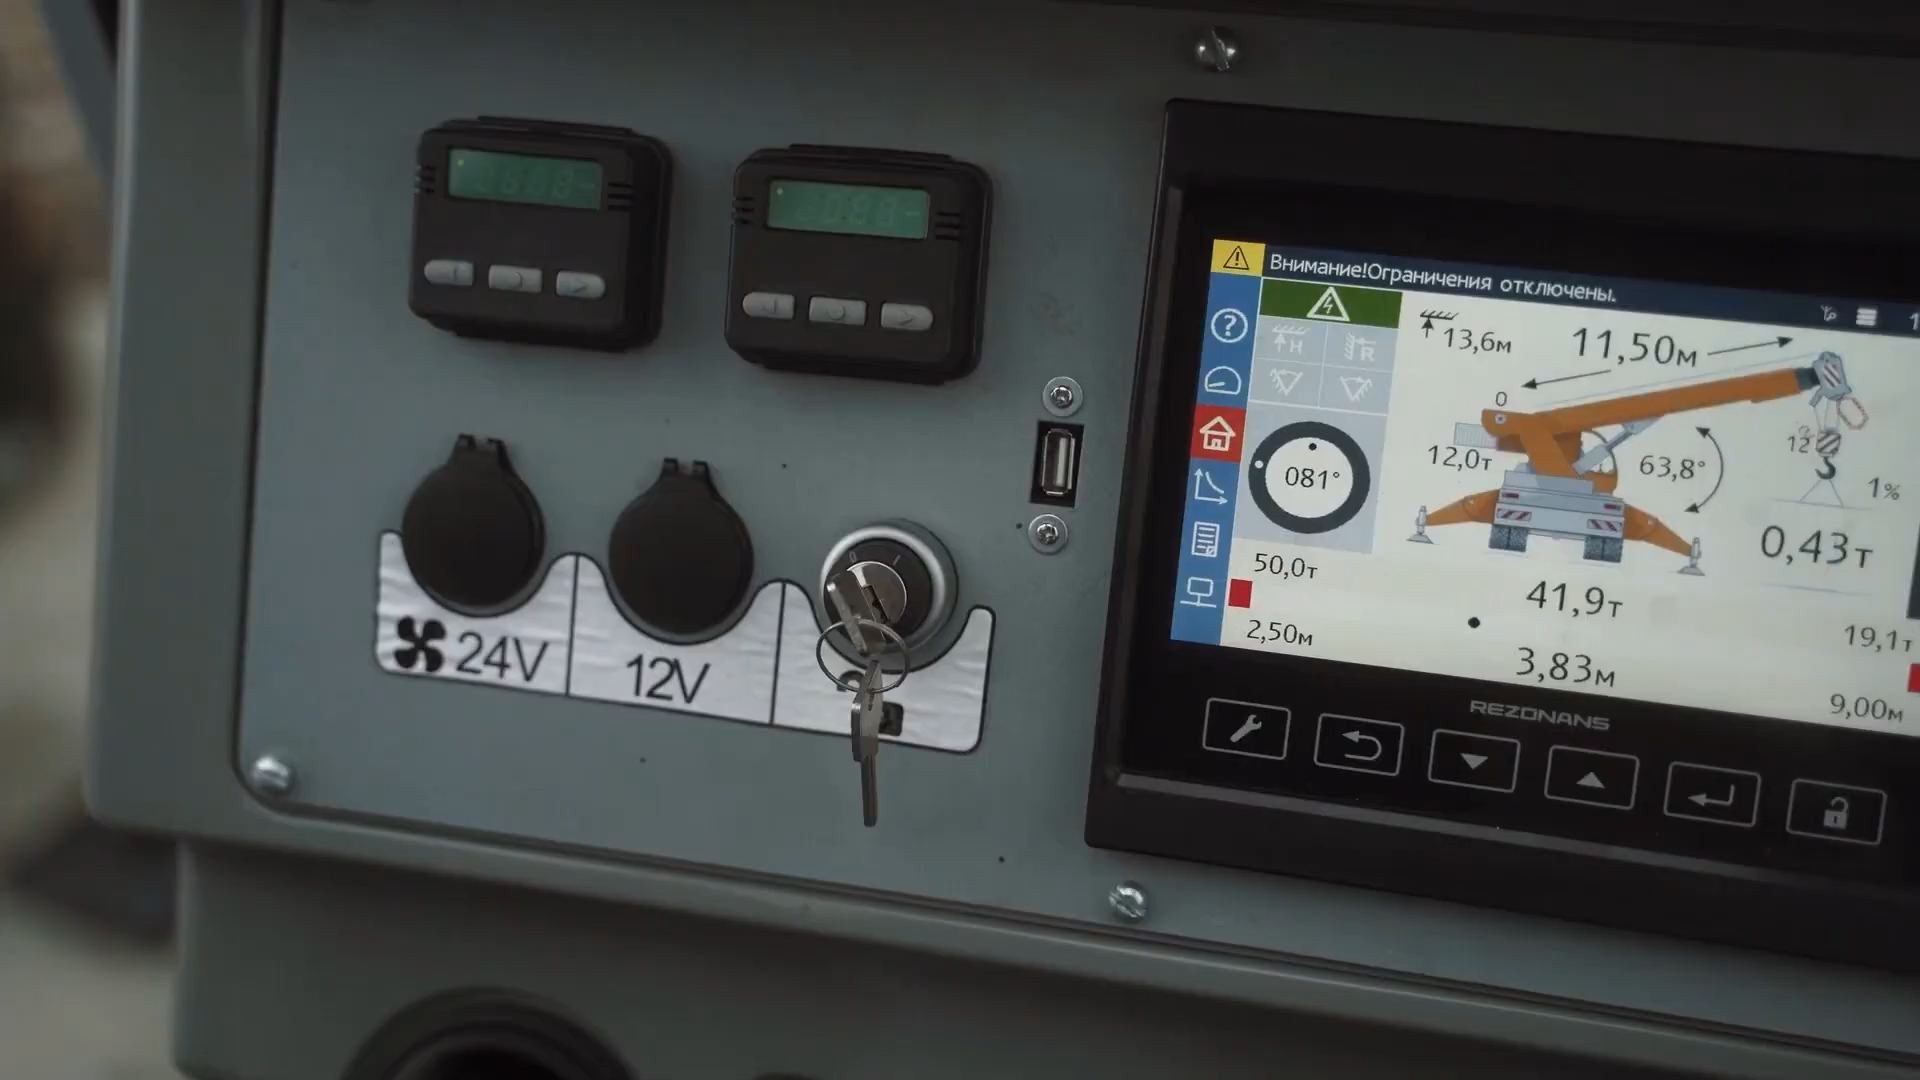 Внимание!Ограничения отключены.
13,6м
11,50м
H
R
0
12,0т
63,8°
12
1%
081°
0,43т
50,0т
41,9т
19,1т
2,50м
3,83м
9,00м
REZONANS
0 I
24V
12V